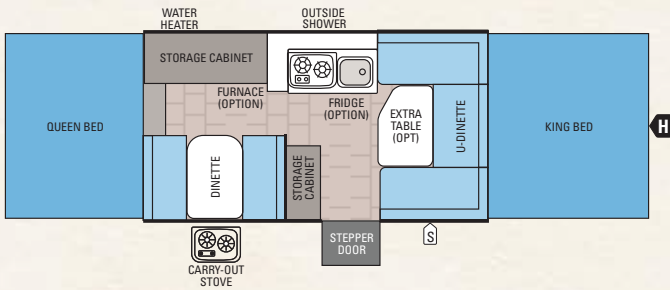 WATER
HEATER
OUTSIDE
SHOWER
STORAGE CABINET
FURNACE
(OPTION)
FRIDGE
(OPTION)
QUEEN BED
EXTRA
TABLE
(OPT)
U-DINETTE
KING BED
H
DINETTE
STORAGE
CABINET
STEPPER
DOOR
S
CARRY-OUT
STOVE